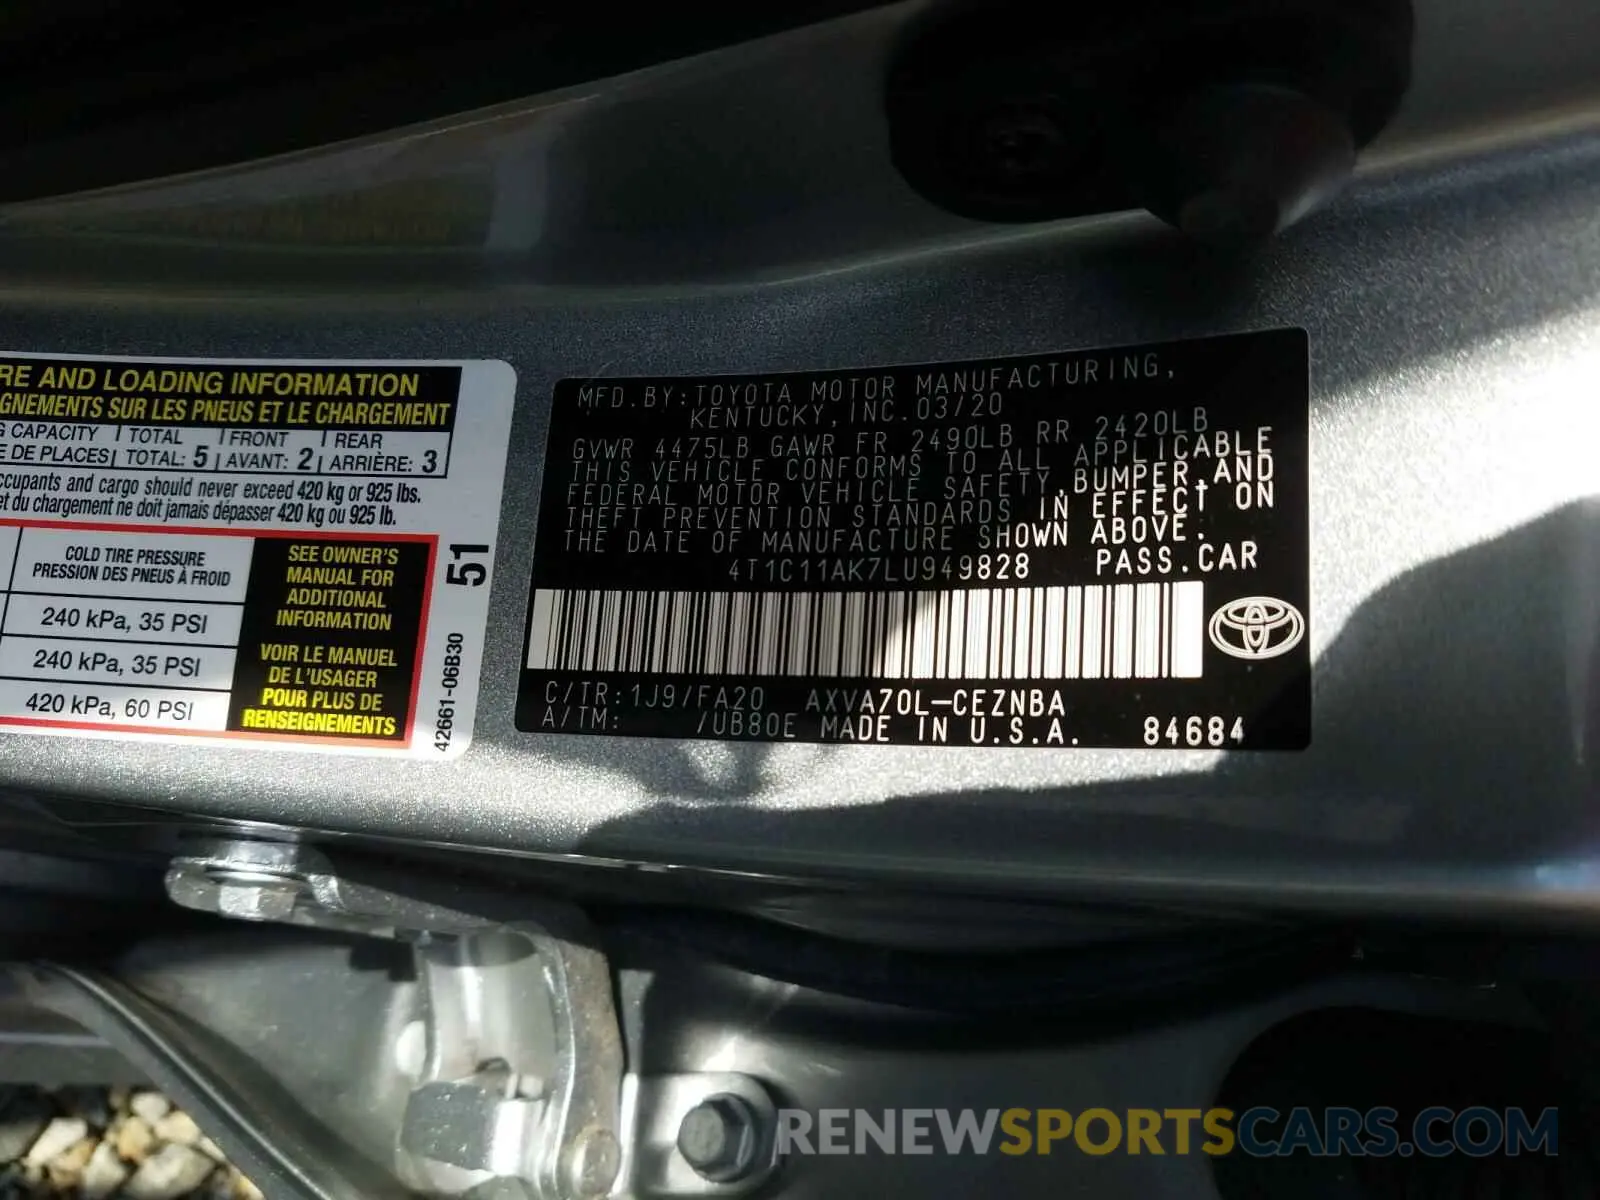 RE AND LOADING INFORMATION
GNEMENTS SUR LES PNEUS ET LE CHARGEMENT
G CAPACITY TOTAL FRONT REAR
E DE PLACES TOTAL: 5 AVANT: 2 ARRIÈRE: 3
ccupants and cargo should never exceed 420 kg or 925 lbs.
et du chargement ne doit jamais dépasser 420 kg ou 925 lb.
COLD TIRE PRESSURE
PRESSION DES PNEUS À FROID
240 kPa, 35 PSI
240 kPa, 35 PSI
420 kPa, 60 PSI
SEE OWNER'S
MANUAL FOR
ADDITIONAL
INFORMATION
VOIR LE MANUEL
DE L'USAGER
POUR PLUS DE
RENSEIGNEMENTS
51
42661-06B30
MFD. BY: TOYOTA MOTOR MANUFACTURING,
KENTUCKY, INC. 03/20
GVWR 4475LB GAWR FR 2490LB RR 2420LB
THIS VEHICLE CONFORMS TO ALL APPLICABLE
FEDERAL MOTOR VEHICLE SAFETY, BUMPER, AND
THEFT PREVENTION STANDARDS IN EFFECT ON
THE DATE OF MANUFACTURE SHOWN ABOVE.
4T1C11AK7LU949828 PASS. CAR
C/TR: 1J9/FA20 AXVA70L-CEZNBA
A/TM: /UB80E MADE IN U.S.A. 84684
RENEWSPORTSCARS.COM